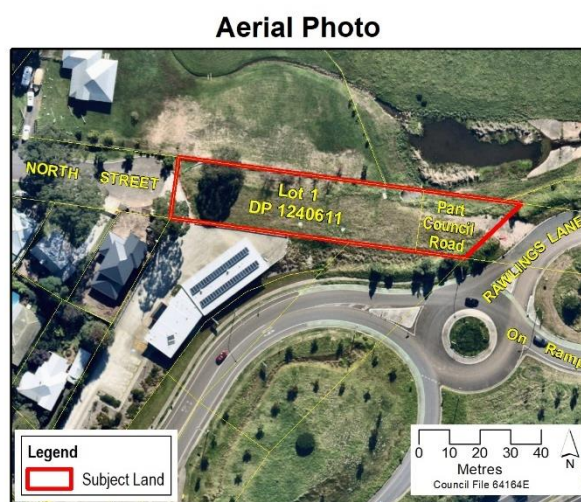 Aerial Photo
NORTH STREET
Lot 1
DP 1240611
Part
Council
Road
RAWLINGS LANE
On Ramp
Legend
Subject Land
0 10 20 30 40
Metres
Council File 64164E
N